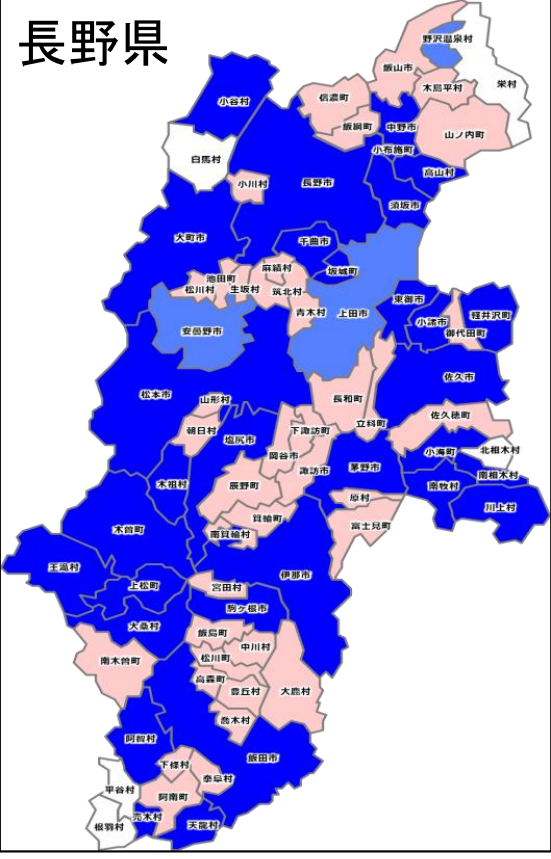 長野県
野沢温泉村
飯山市
栄村
木島平村
信濃町
小谷村
飯綱町
中野市
山ノ内町
小布施町
白馬村
高山村
小川村
長野市
須坂市
大町市
千曲市
麻績村
坂城町
池田町
松川村
生坂村
筑北村
東御市
青木村
上田市
小諸市
軽井沢町
御代田町
安曇野市
佐久市
松本市
山形村
長和町
佐久穂町
立科町
朝日村
塩尻市
下諏訪町
小海町
北相木村
岡谷市
諏訪市
茅野市
南相木村
木祖村
辰野町
南牧村
原村
川上村
箕輪町
富士見町
木曽町
南箕輪村
王滝村
伊那市
上松町
宮田村
駒ヶ根市
大桑村
飯島町
中川村
松川町
南木曽町
高森町
豊丘村
大鹿村
喬木村
阿智村
飯田市
下條村
泰阜村
平谷村
阿南町
売木村
天龍村
根羽村